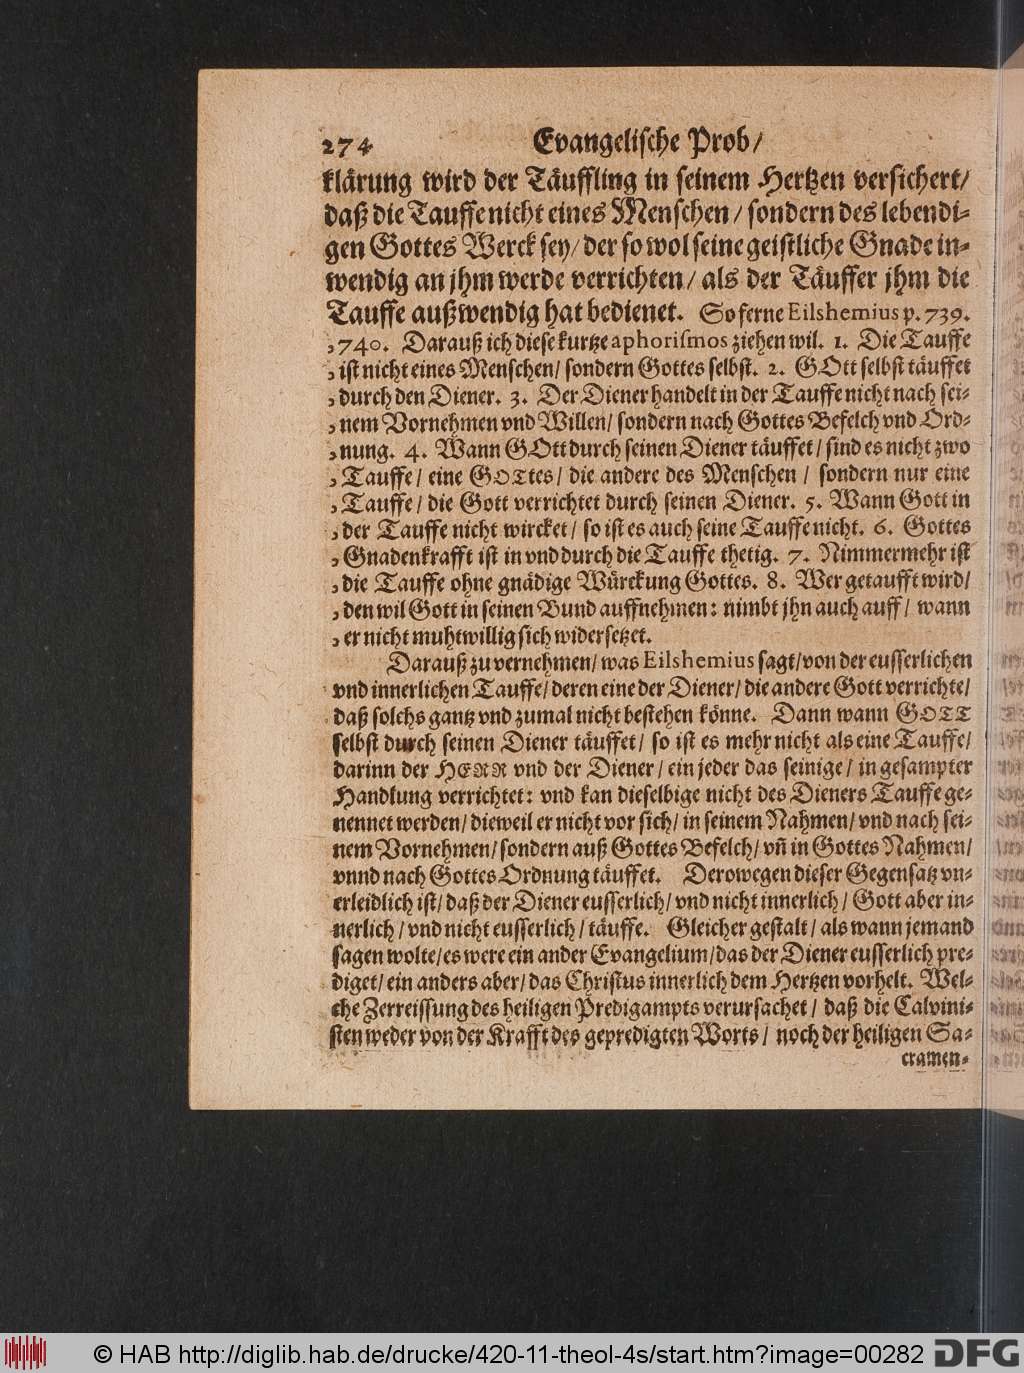 274 Evangelische Prob/
klärung wird der Täuffling in seinem Hertzen versichert/
daß die Tauffe nicht eines Menschen / sondern des lebendi-
gen Gottes Werck sey/ der so wol seine geistliche Gnade in-
wendig an jhm werde verrichten/ als der Täuffer jhm die
Tauffe außwendig hat bedienet. So ferne Eilshemius p. 739.
,740. Darauß ich diese kurtze aphorismos ziehen wil. 1. Die Tauffe
, ist nicht eines Menschen/ sondern Gottes selbst. 2. GOtt selbst täuffet
, durch den Diener. 3. Der Diener handelt in der Tauffe nicht nach sei-
, nem Vornehmen vnd Willen/ sondern nach Gottes Befelch vnd Ord-
, nung. 4. Wann GOtt durch seinen Diener täuffet/ sind es nicht zwo
, Tauffe/ eine GOTtes/ die andere des Menschen / sondern nur eine
, Tauffe/ die Gott verrichtet durch seinen Diener. 5. Wann Gott in
, der Tauffe nicht wircket/ so ist es auch seine Tauffe nicht. 6. Gottes
, Gnadenkrafft ist in vnd durch die Tauffe thetig. 7. Nimmermehr ist
, die Tauffe ohne gnädige Würckung Gottes. 8. Wer getaufft wird/
, den wil Gott in seinen Bund auffnehmen: nimbt jhn auch auff/ wann
, er nicht muhtwillig sich widersetzet.
Darauß zu vernehmen/ was Eilshemius sagt/ von der eusserlichen
vnd innerlichen Tauffe/ deren eine der Diener/ die andere Gott verrichte/
daß solchs gantz vnd zumal nicht bestehen könne. Dann wann GOTT
selbst durch seinen Diener täuffet/ so ist es mehr nicht als eine Tauffe/
darinn der HERR vnd der Diener/ ein jeder das seinige/ in gesampter
Handlung verrichtet: vnd kan dieselbige nicht des Dieners Tauffe ge-
nennet werden/ dieweil er nicht vor sich/ in seinem Nahmen/ vnd nach sei-
nem Vornehmen/ sondern auß Gottes Befelch/ vñ in Gottes Nahmen/
vnnd nach Gottes Ordnung täuffet. Derowegen dieser Gegensatz vn-
erleidlich ist/ daß der Diener eusserlich/ vnd nicht innerlich/ Gott aber in-
nerlich/ vnd nicht eusserlich/ täuffe. Gleicher gestalt/ als wann jemand
sagen wolte/ es were ein ander Evangelium/ das der Diener eusserlich pre-
diget/ ein anders aber/ das Christus innerlich dem Hertzen vorhelt. Wel-
che Zerreissung des heiligen Predigampts verursachet/ daß die Calvini-
sten weder von der Krafft des gepredigten Worts/ noch der heiligen Sa-
cramen-
© HAB http://diglib.hab.de/drucke/420-11-theol-4s/start.htm?image=00282 DFG